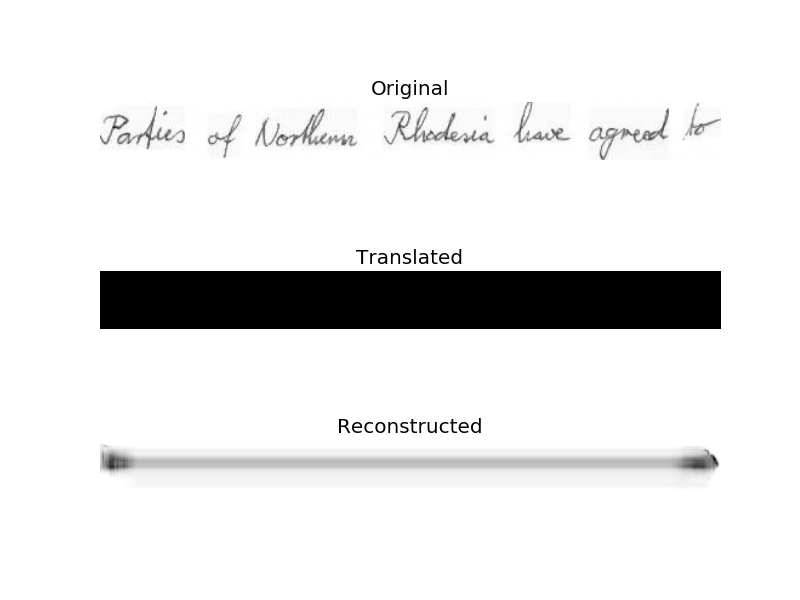 Original
Parties of Northern Rhodesia have agreed to
Translated
Reconstructed